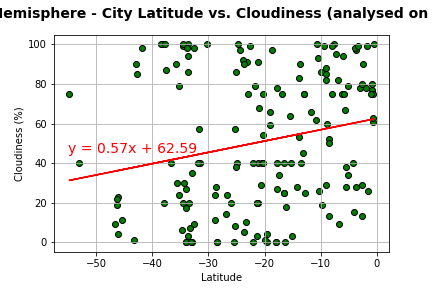 Hemisphere - City Latitude vs. Cloudiness (analysed on
100
80
60
40
20
0
Cloudiness (%)
y = 0.57x + 62.59
−50 −40 −30 −20 −10 0
Latitude